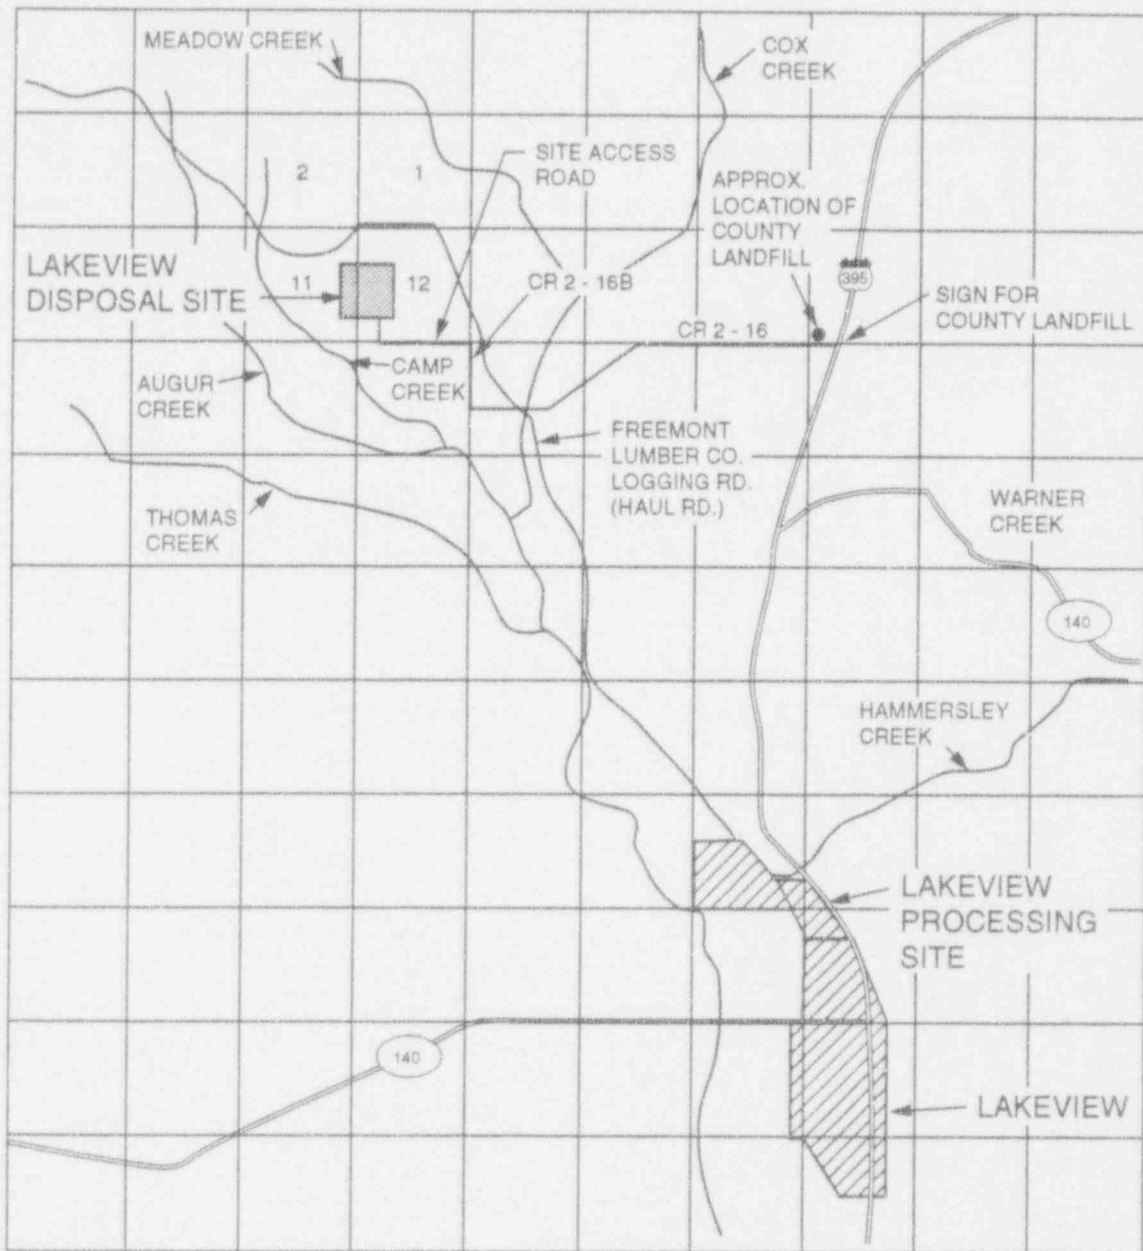 MEADOW CREEK
COX
CREEK
SITE ACCESS
ROAD
2
1
APPROX.
LOCATION OF
COUNTY
LANDFILL
LAKEVIEW
DISPOSAL SITE
11
12
CR 2 - 16B
395
SIGN FOR
COUNTY LANDFILL
CR 2 - 16
AUGUR
CREEK
CAMP
CREEK
FREEMONT
LUMBER CO.
LOGGING RD.
(HAUL RD.)
THOMAS
CREEK
WARNER
CREEK
140
HAMMERSLEY
CREEK
LAKEVIEW
PROCESSING
SITE
140
LAKEVIEW